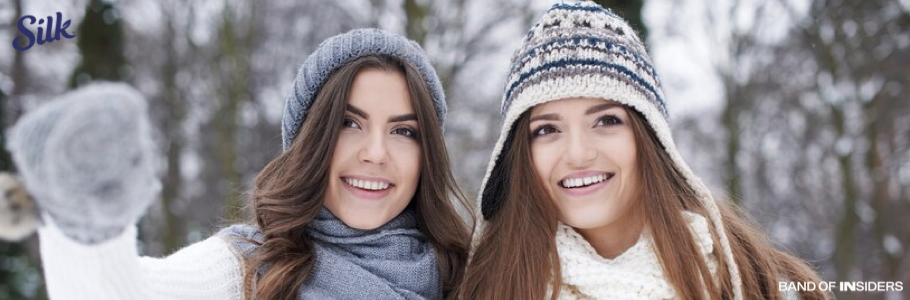 Silk
BAND OF INSIDERS